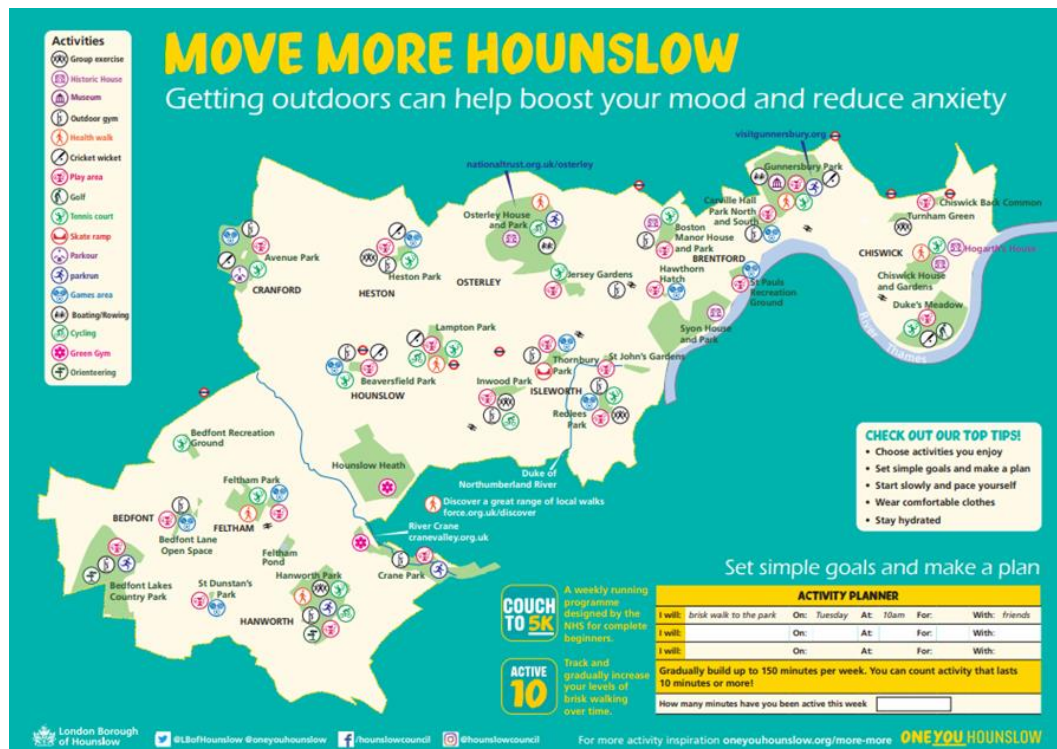 MOVE MORE HOUNSLOW
Getting outdoors can help boost your mood and reduce anxiety
Activities
Group exercise
Historic House
Museum
Outdoor gym
Health walk
Cricket wicket
Play area
Golf
Tennis court
Skate ramp
Parkour
parkrun
Games area
Boating/Rowing
Cycling
Green Gym
Orienteering
visitgunnersbury.org
Gunnersbury Park
nationaltrust.org.uk/osterley
Osterley House
and Park
Carville Hall
Park North
and South
Chiswick Back Common
Turnham Green
Boston
Manor House
and Park
BRENTFORD
CHISWICK
Hogarth's House
Avenue Park
CRANFORD
Heston Park
HESTON
OSTERLEY
Jersey Gardens
Hawthorn
Hatch
St Pauls
Recreation
Ground
Chiswick House
and Gardens
Duke's Meadow
Syon House
and Park
River Thames
Lampton Park
Beaversfield Park
HOUNSLOW
Inwood Park
Thornbury
Park
St John's Gardens
ISLEWORTH
Redlees
Park
Bedfont Recreation
Ground
Hounslow Heath
Duke of
Northumberland River
Feltham Park
Discover a great range of local walks
force.org.uk/discover
BEDFONT
FELTHAM
Bedfont Lane
Open Space
River Crane
cranevalley.org.uk
Feltham
Pond
Bedfont Lakes
Country Park
St Dunstan's
Park
Hanworth Park
Crane Park
HANWORTH
CHECK OUT OUR TOP TIPS!
• Choose activities you enjoy
• Set simple goals and make a plan
• Start slowly and pace yourself
• Wear comfortable clothes
• Stay hydrated
Set simple goals and make a plan
COUCH
TO 5K
A weekly running
programme
designed by the
NHS for complete
beginners.
ACTIVE
10
Track and
gradually increase
your levels of
brisk walking
over time.
ACTIVITY PLANNER
I will: brisk walk to the park On: Tuesday At: 10am For: With: friends
I will: On: At: For: With:
I will: On: At: For: With:
Gradually build up to 150 minutes per week. You can count activity that lasts
10 minutes or more!
How many minutes have you been active this week
London Borough
of Hounslow
@LBofHounslow @oneyouhounslow
/hounslowcouncil
@hounslowcouncil
For more activity inspiration oneyouhounslow.org/more-more
ONE YOU HOUNSLOW